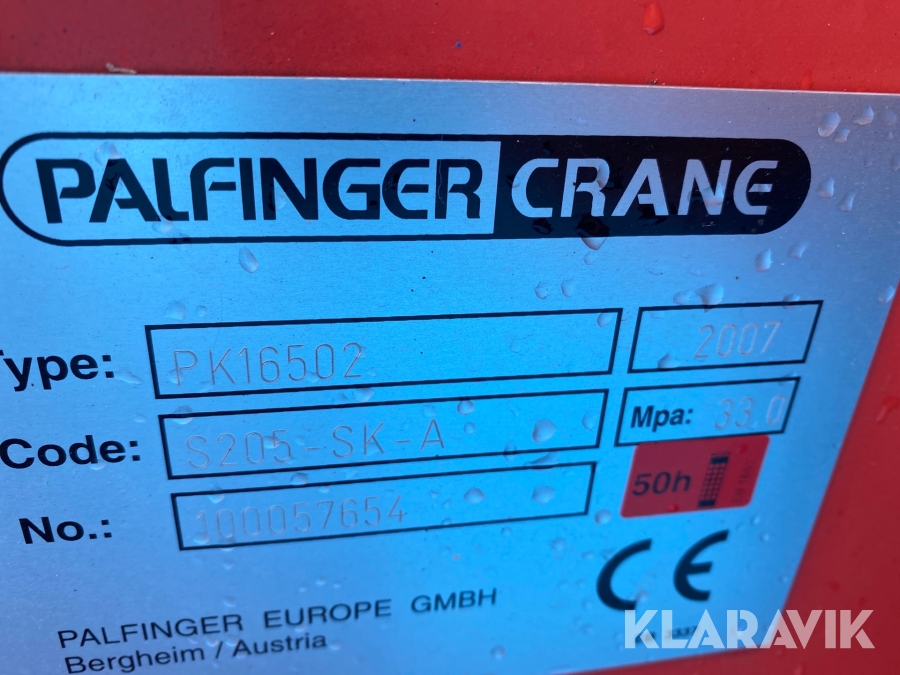 PALFINGER CRANE
Type: PK16502 2007
Code: S205-SK-A Mpa: 33.0
No.: 100057654 50h
CE
PALFINGER EUROPE GMBH
Bergheim / Austria
KLARAVIK